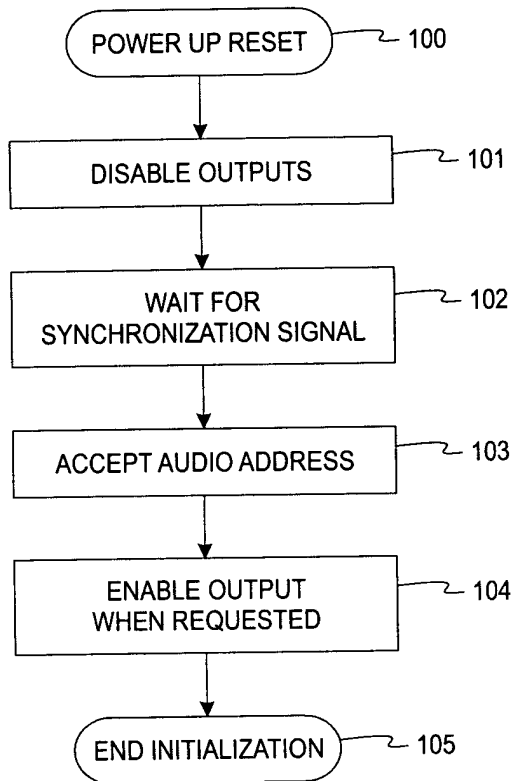 POWER UP RESET
100
DISABLE OUTPUTS
101
WAIT FOR
SYNCHRONIZATION SIGNAL
102
ACCEPT AUDIO ADDRESS
103
ENABLE OUTPUT
WHEN REQUESTED
104
END INITIALIZATION
105